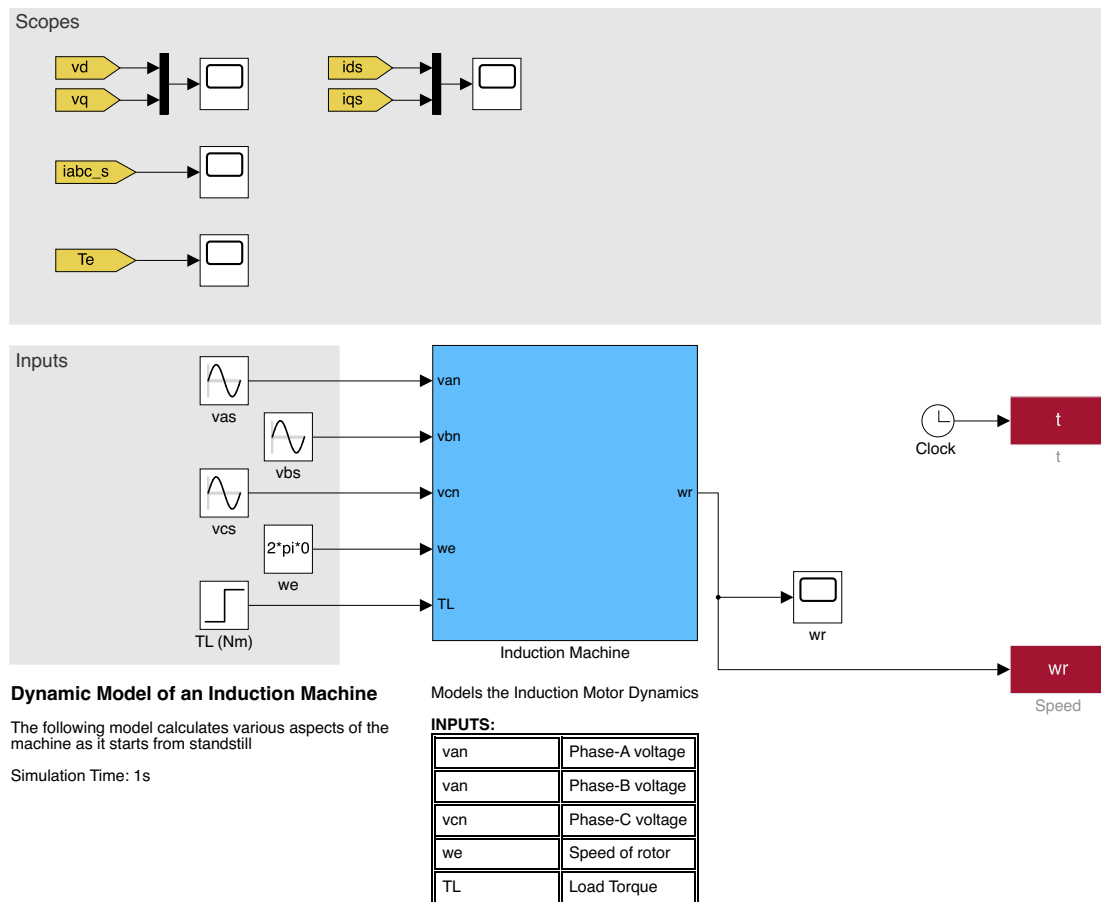 Scopes
vd
vq
ids
iqs
iabc_s
Te
Inputs
vas
vbs
vcs
2*pi*0
we
TL (Nm)
van
vbn
vcn
we
TL
wr
Induction Machine
Clock
t
t
wr
wr
Speed
Dynamic Model of an Induction Machine
The following model calculates various aspects of the
machine as it starts from standstill
Simulation Time: 1s
Models the Induction Motor Dynamics
INPUTS:
van Phase-A voltage
van Phase-B voltage
vcn Phase-C voltage
we Speed of rotor
TL Load Torque